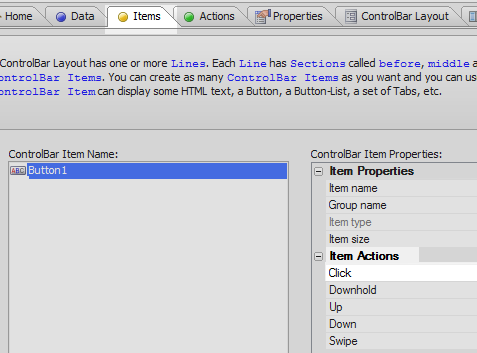 Home Data Items Actions Properties ControlBar Layout
ControlBar Layout has one or more Lines. Each Line has Sections called before, middle a
ontrolBar Items. You can create as many ControlBar Items as you want and you can use
ontrolBar Item can display some HTML text, a Button, a Button-List, a set of Tabs, etc.
ControlBar Item Name:
ABC Button1
ControlBar Item Properties:
Item Properties
Item name
Group name
Item type
Item size
Item Actions
Click
Downhold
Up
Down
Swipe